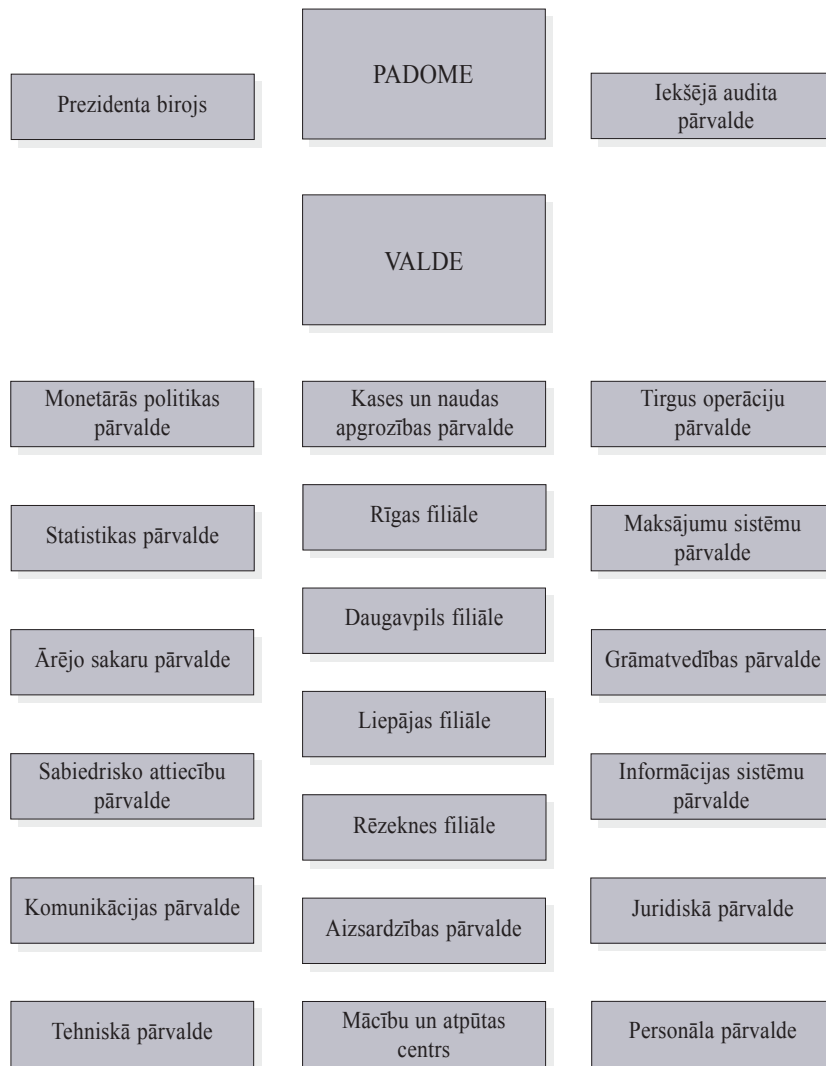 PADOME
Prezidenta birojs
Iekšējā audita
pārvalde
VALDE
Monetārās politikas
pārvalde
Kases un naudas
apgrozības pārvalde
Tirgus operāciju
pārvalde
Statistikas pārvalde
Rīgas filiāle
Maksājumu sistēmu
pārvalde
Daugavpils filiāle
Ārējo sakaru pārvalde
Grāmatvedības pārvalde
Liepājas filiāle
Sabiedrisko attiecību
pārvalde
Informācijas sistēmu
pārvalde
Rēzeknes filiāle
Komunikācijas pārvalde
Aizsardzības pārvalde
Juridiskā pārvalde
Tehniskā pārvalde
Mācību un atpūtas
centrs
Personāla pārvalde